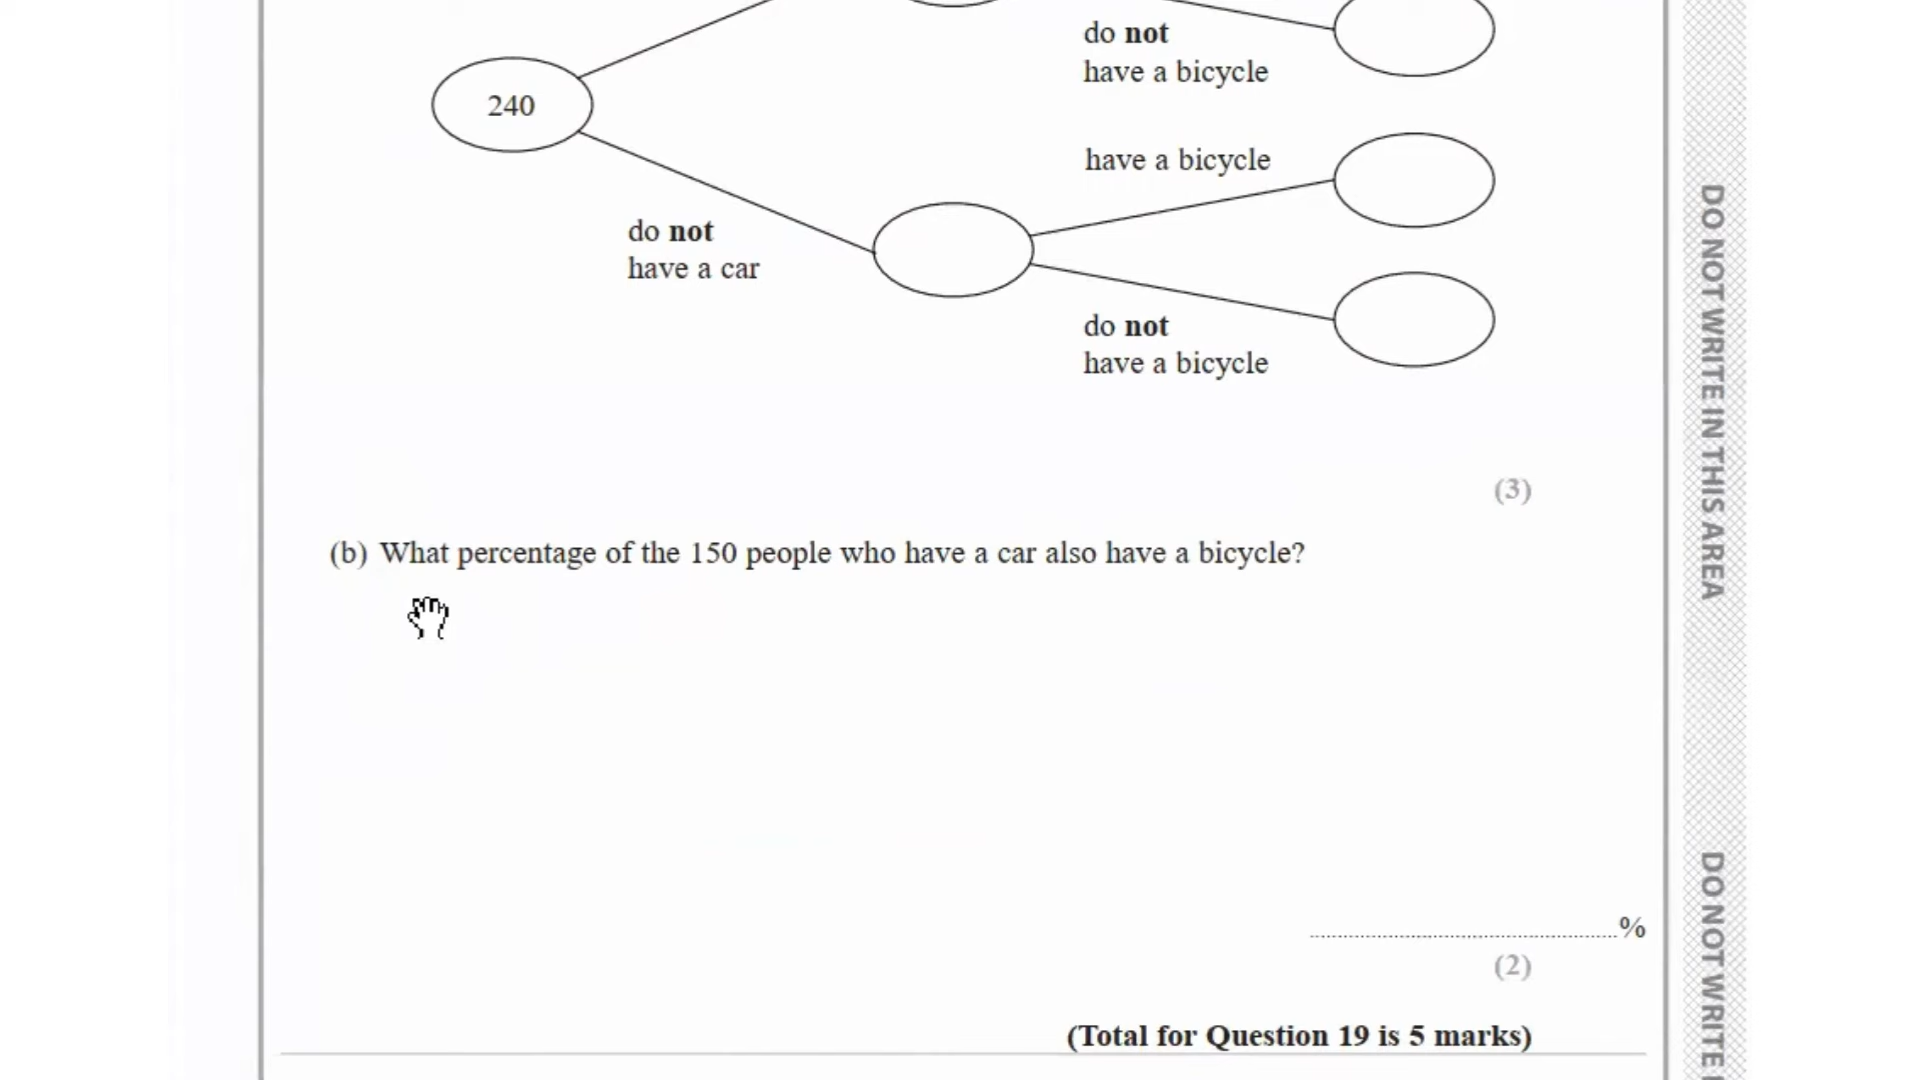 do not
have a bicycle
240
have a bicycle
do not
have a car
do not
have a bicycle
(3)
(b) What percentage of the 150 people who have a car also have a bicycle?
%
(2)
(Total for Question 19 is 5 marks)
DO NOT WRITE IN THIS AREA
DO NOT WRITE